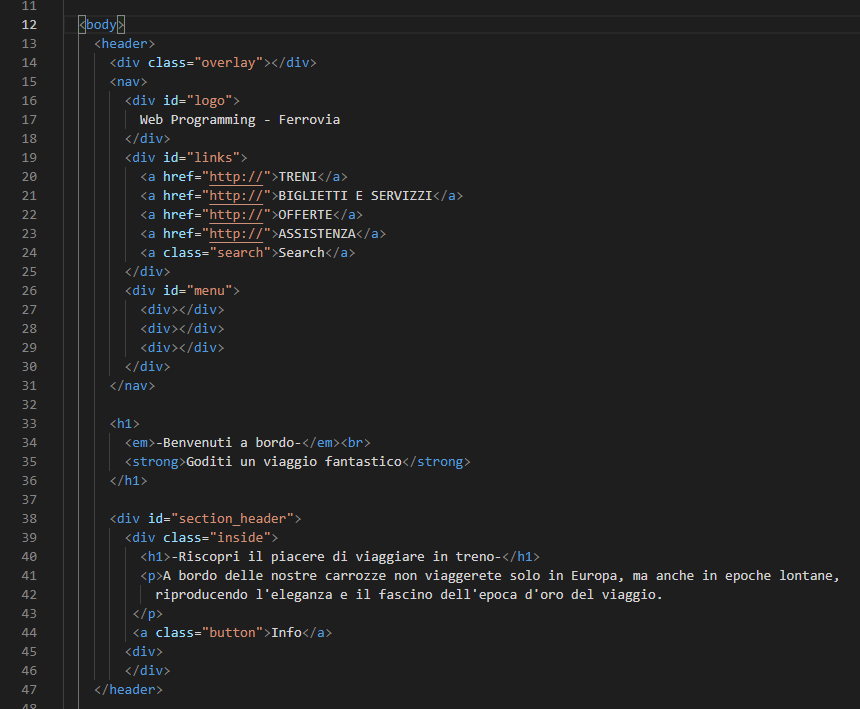 11
12 <body>
13 <header>
14 <div class="overlay"></div>
15 <nav>
16 <div id="logo">
17 Web Programming - Ferrovia
18 </div>
19 <div id="links">
20 <a href="http://">TRENI</a>
21 <a href="http://">BIGLIETTI E SERVIZZI</a>
22 <a href="http://">OFFERTE</a>
23 <a href="http://">ASSISTENZA</a>
24 <a class="search">Search</a>
25 </div>
26 <div id="menu">
27 <div></div>
28 <div></div>
29 <div></div>
30 </div>
31 </nav>
32
33 <h1>
34 <em>-Benvenuti a bordo-</em><br>
35 <strong>Goditi un viaggio fantastico</strong>
36 </h1>
37
38 <div id="section_header">
39 <div class="inside">
40 <h1>-Riscopri il piacere di viaggiare in treno-</h1>
41 <p>A bordo delle nostre carrozze non viaggerete solo in Europa, ma anche in epoche lontane,
42 riproducendo l'eleganza e il fascino dell'epoca d'oro del viaggio.
43 </p>
44 <a class="button">Info</a>
45 <div>
46 </div>
47 </header>
48